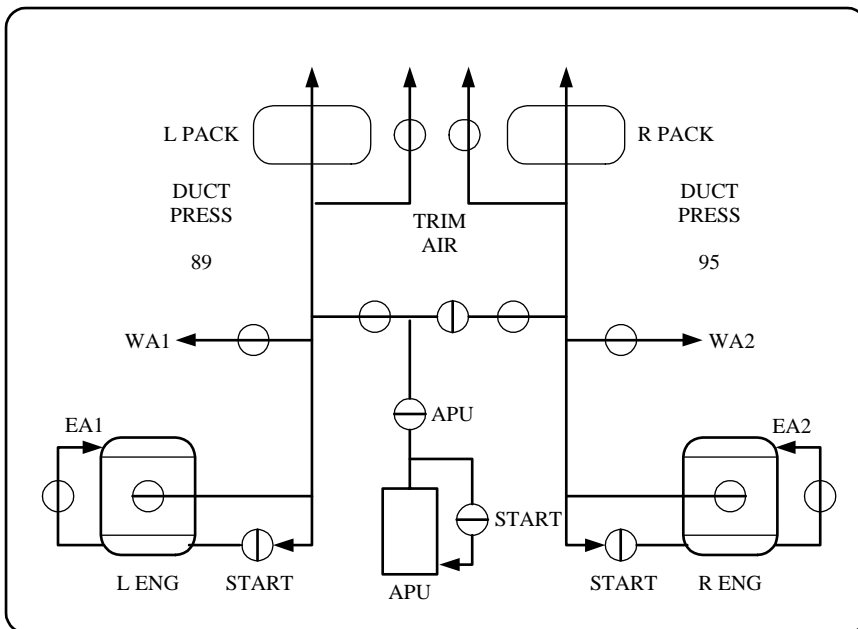 L PACK
R PACK
DUCT
PRESS
89
TRIM
AIR
DUCT
PRESS
95
WA1
WA2
EA1
APU
EA2
START
L ENG
START
APU
START
R ENG